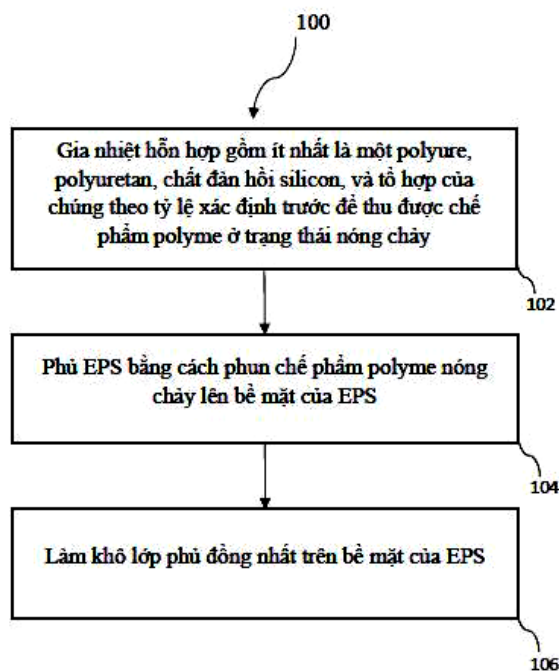 100
Gia nhiệt hỗn hợp gồm ít nhất là một polyure,
polyuretan, chất đàn hồi silicon, và tổ hợp của
chúng theo tỷ lệ xác định trước để thu được chế
phẩm polyme ở trạng thái nóng chảy
102
Phủ EPS bằng cách phun chế phẩm polyme nóng
chảy lên bề mặt của EPS
104
Làm khô lớp phủ đồng nhất trên bề mặt của EPS
106